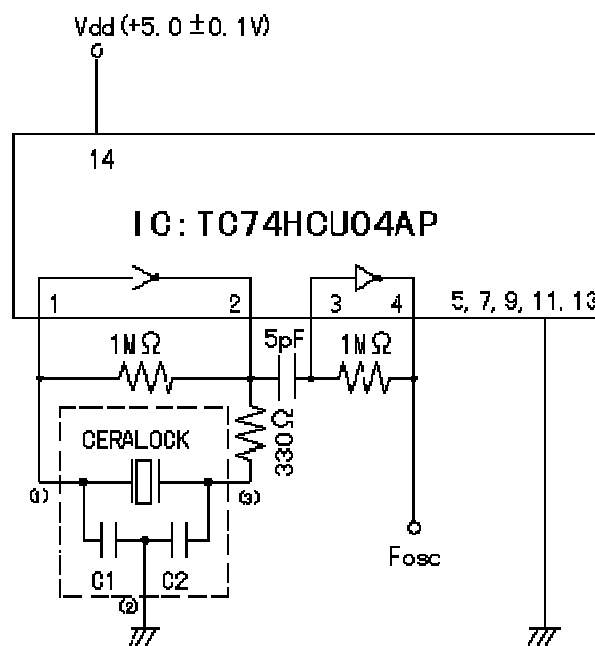 Vdd(+5.0±0.1V)
14
IC:TC74HCU04AP
1 2 3 4 5,7,9,11.13
1MΩ 5pF 1MΩ
330Ω
CERALOCK
(1) (3)
Fosc
C1 C2
(2)